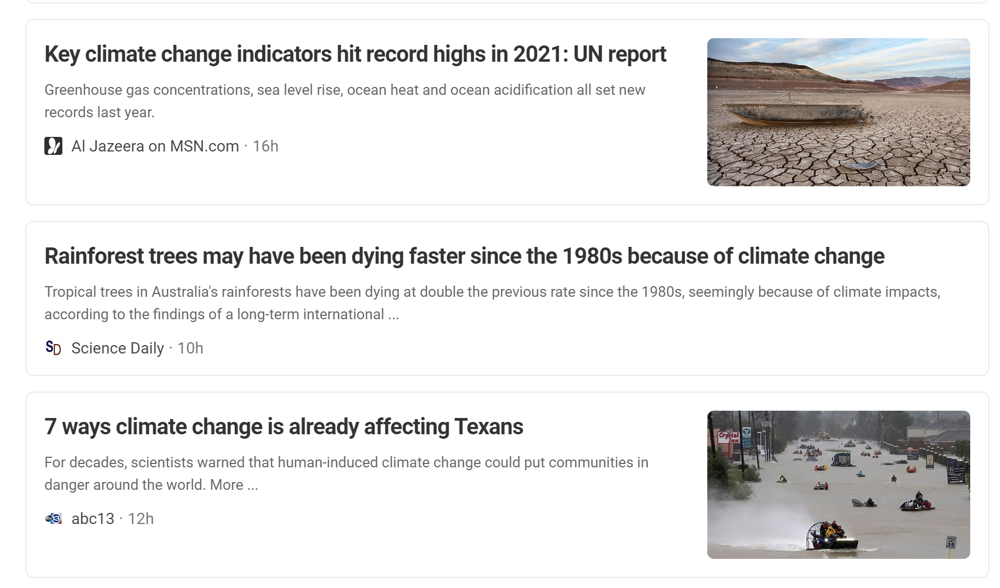 Key climate change indicators hit record highs in 2021: UN report
Greenhouse gas concentrations, sea level rise, ocean heat and ocean acidification all set new
records last year.
Al Jazeera on MSN.com · 16h
Rainforest trees may have been dying faster since the 1980s because of climate change
Tropical trees in Australia's rainforests have been dying at double the previous rate since the 1980s, seemingly because of climate impacts,
according to the findings of a long-term international ...
SD Science Daily · 10h
7 ways climate change is already affecting Texans
For decades, scientists warned that human-induced climate change could put communities in
danger around the world. More ...
abc13 abc13 · 12h
Crystal
Inn
SPEED
LIMIT
35